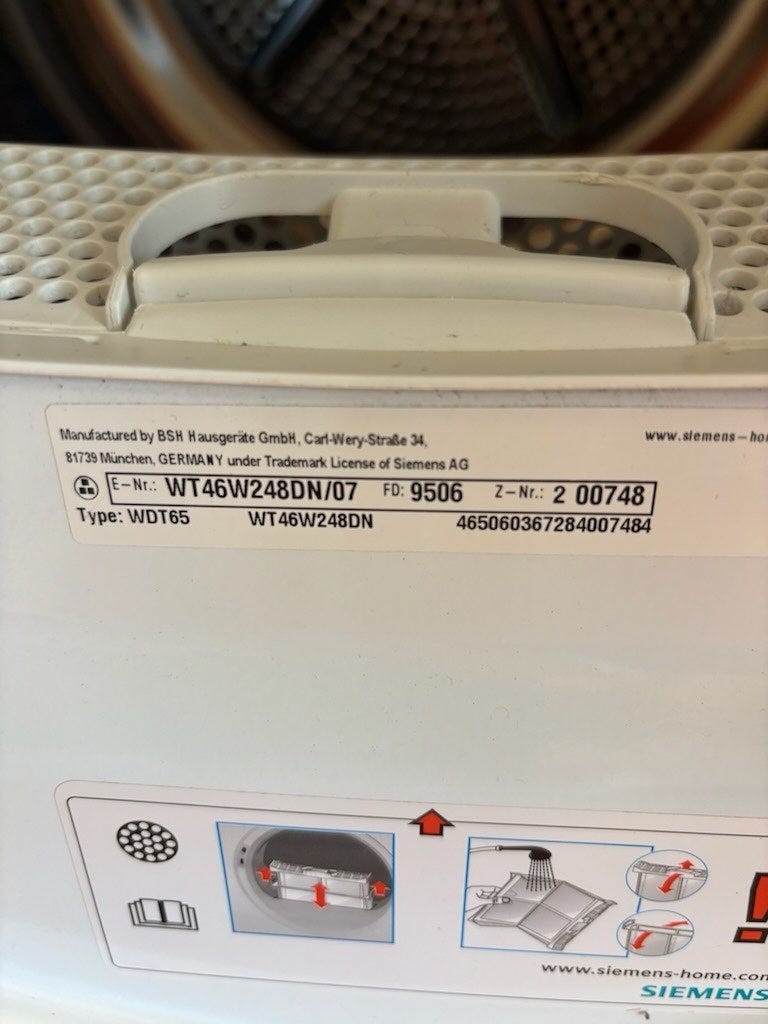 Manufactured by BSH Hausgeräte GmbH, Carl-Wery-Straße 34,
www.siemens-ho
81739 München, GERMANY under Trademark License of Siemens AG
E-Nr.: WT46W248DN/07 FD: 9506 Z-Nr.: 2 00748
Type: WDT65 WT46W248DN 465060367284007484
!
www.siemens-home.com
SIEMENS